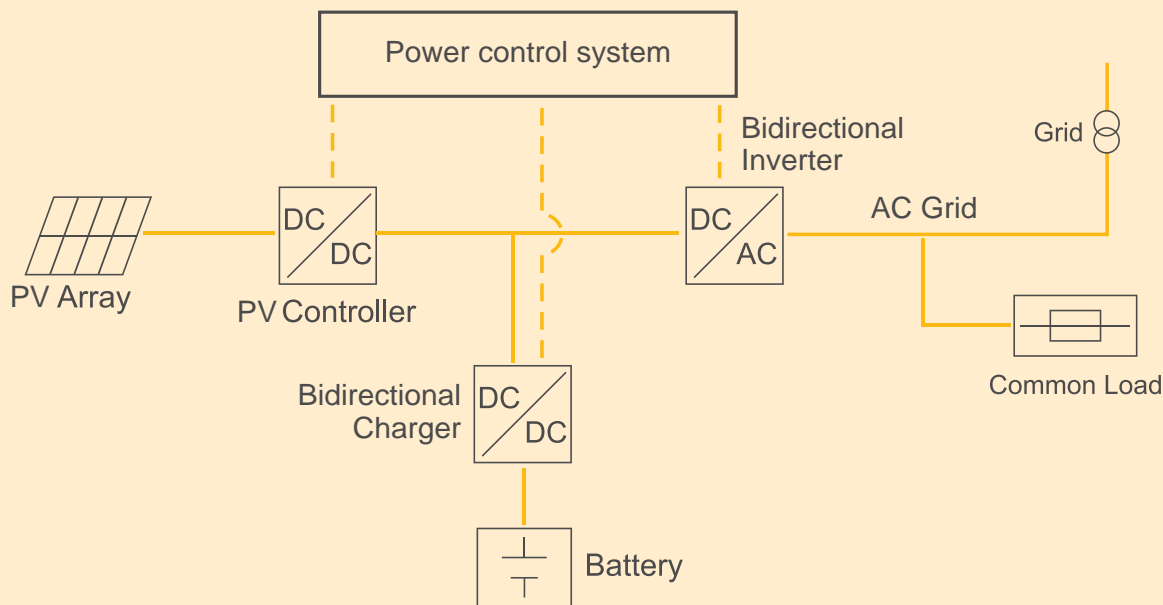 Power control system
Bidirectional
Inverter
Grid
DC
DC
DC
AC
AC Grid
PV Array
PV Controller
Bidirectional
Charger
DC
DC
Common Load
Battery